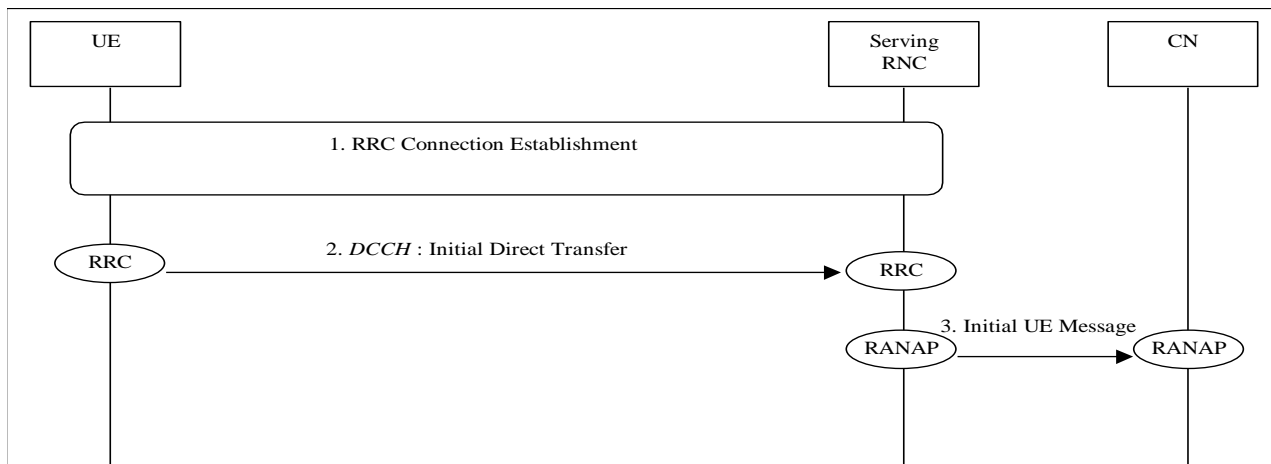 UE
Serving
RNC
CN
1. RRC Connection Establishment
2. DCCH : Initial Direct Transfer
RRC
RRC
3. Initial UE Message
RANAP
RANAP